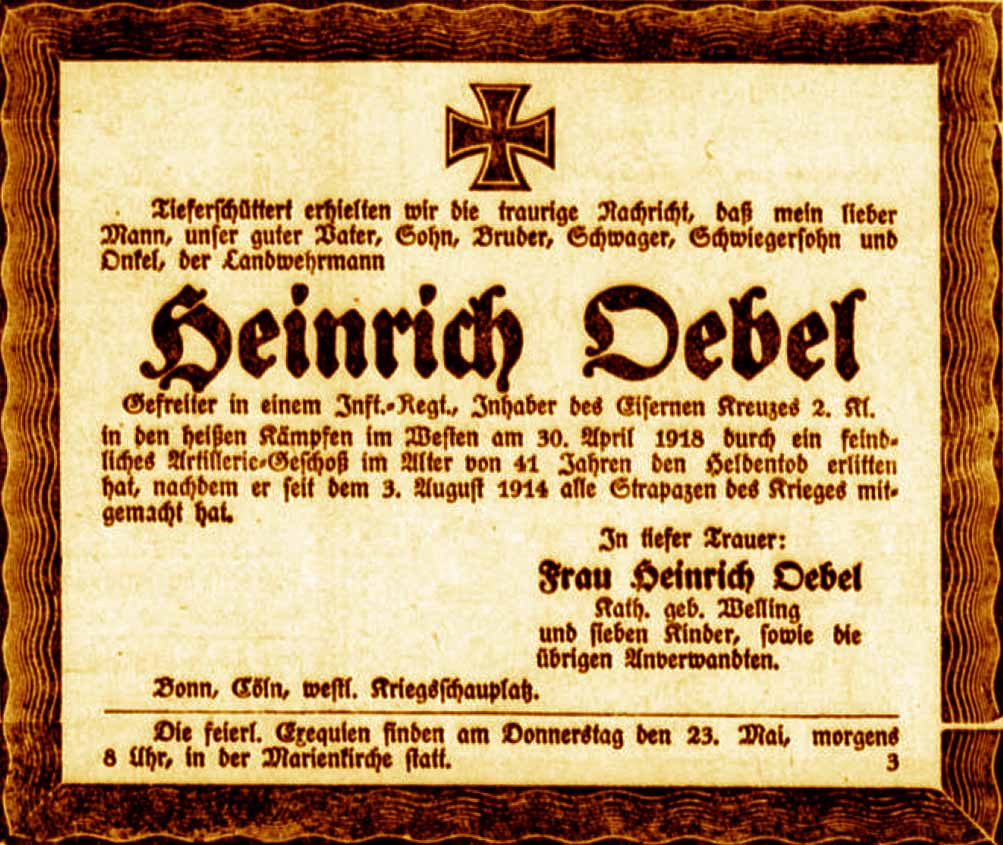 Tieferschüttert erhielten wir die traurige Nachricht, daß mein lieber
Mann, unser guter Vater, Sohn, Bruder, Schwager, Schwiegersohn und
Onkel, der Landwehrmann
Heinrich Oebel
Gefreiter in einem Inft.-Regt., Inhaber des Eisernen Kreuzes 2. Kl.
in den heißen Kämpfen im Westen am 30. April 1918 durch ein feind-
liches Artillerie-Geschoß im Alter von 41 Jahren den Heldentod erlitten
hat, nachdem er seit dem 3. August 1914 alle Strapazen des Krieges mit-
gemacht hat.
In tiefer Trauer:
Frau Heinrich Oebel
Kath. geb. Welling
und sieben Kinder, sowie die
übrigen Anverwandten.
Bonn, Cöln, westl. Kriegsschauplatz.
Die feierl. Exequien finden am Donnerstag den 23. Mai, morgens
8 Uhr, in der Marienkirche statt. 3